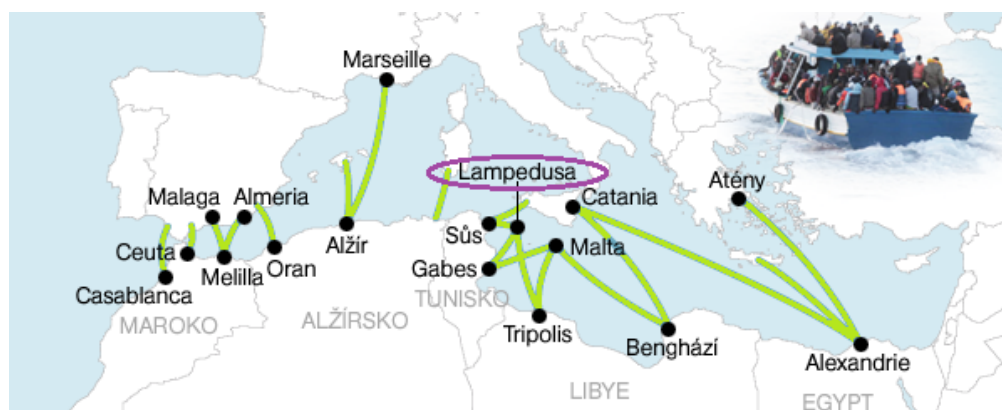 Marseille
Lampedusa
Malaga
Almeria
Catania
Atény
Ceuta
Melilla
Oran
Alžír
Sůs
Malta
Casablanca
Gabes
MAROKO
ALŽÍRSKO
TUNISKO
Tripolis
Benghází
Alexandrie
LIBYE
EGYPT